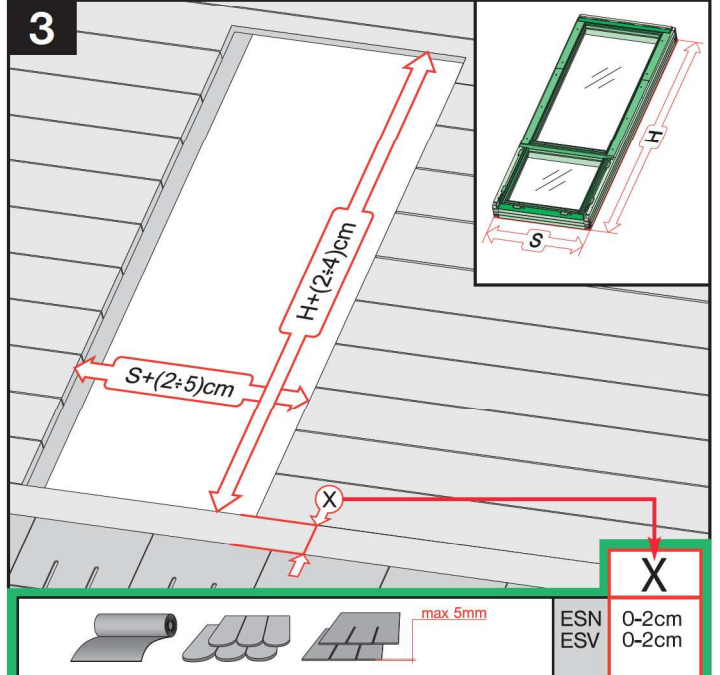 3
H
S
H+(2÷4)cm
S+(2÷5)cm
X
X
max 5mm
ESN 0-2cm
ESV 0-2cm